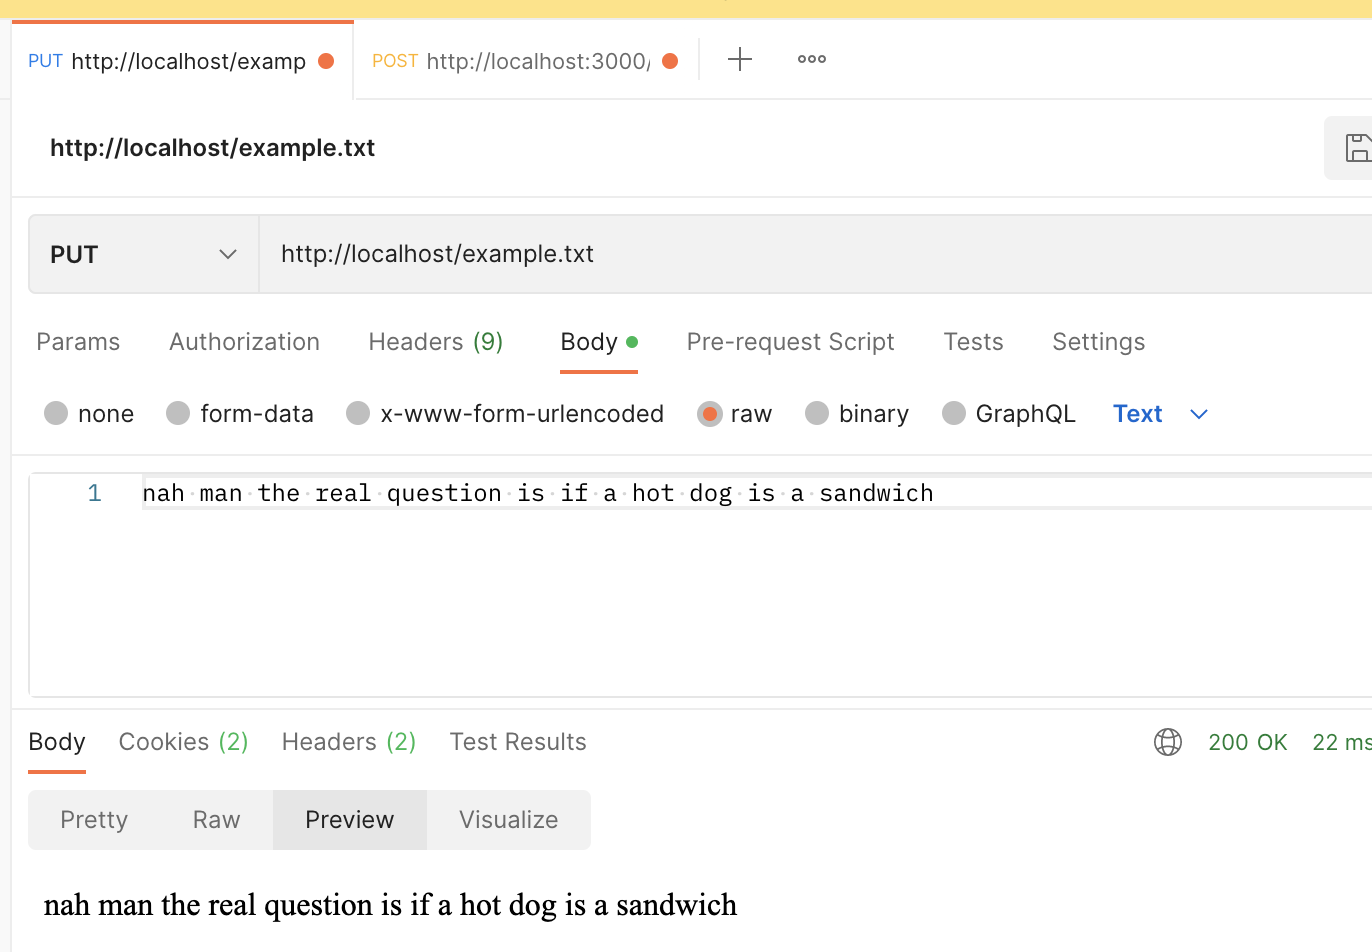 PUT http://localhost/examp POST http://localhost:3000/
http://localhost/example.txt
PUT http://localhost/example.txt
Params Authorization Headers (9) Body Pre-request Script Tests Settings
none form-data x-www-form-urlencoded raw binary GraphQL Text
1 nah man the real question is if a hot dog is a sandwich
Body Cookies (2) Headers (2) Test Results 200 OK 22 ms
Pretty Raw Preview Visualize
nah man the real question is if a hot dog is a sandwich